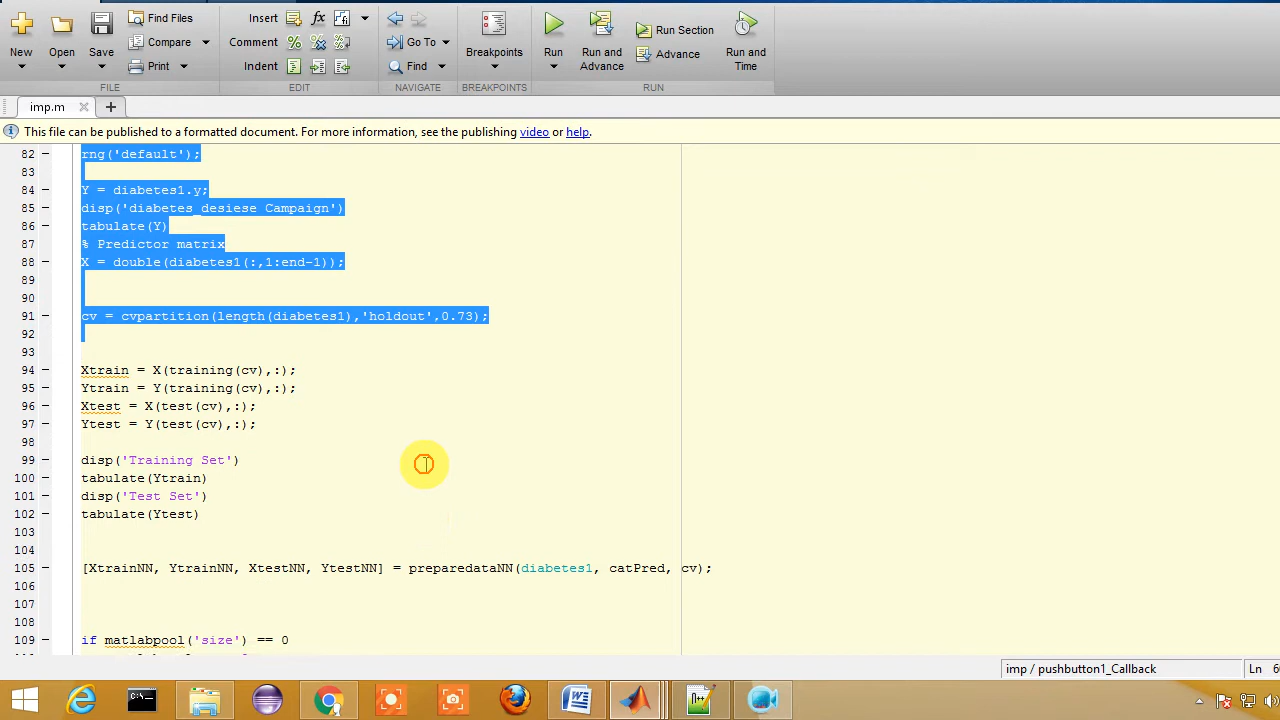 New
Open
Save
Find Files
Compare
Print
FILE
Insert
fx
fi
Comment
Indent
EDIT
Go To
Find
NAVIGATE
Breakpoints
BREAKPOINTS
Run
Run and
Advance
Run Section
Advance
Run and
Time
RUN
imp.m
This file can be published to a formatted document. For more information, see the publishing video or help.
82 rng('default');
83
84 Y = diabetes1.y;
85 disp('diabetes_desiese Campaign')
86 tabulate(Y)
87 % Predictor matrix
88 X = double(diabetes1(:,1:end-1));
89
90
91 cv = cvpartition(length(diabetes1),'holdout',0.73);
92
93
94 Xtrain = X(training(cv),:);
95 Ytrain = Y(training(cv),:);
96 Xtest = X(test(cv),:);
97 Ytest = Y(test(cv),:);
98
99 disp('Training Set')
100 tabulate(Ytrain)
101 disp('Test Set')
102 tabulate(Ytest)
103
104
105 [XtrainNN, YtrainNN, XtestNN, YtestNN] = preparedataNN(diabetes1, catPred, cv);
106
107
108
109 if matlabpool('size') == 0
imp / pushbutton1_Callback
Ln 6